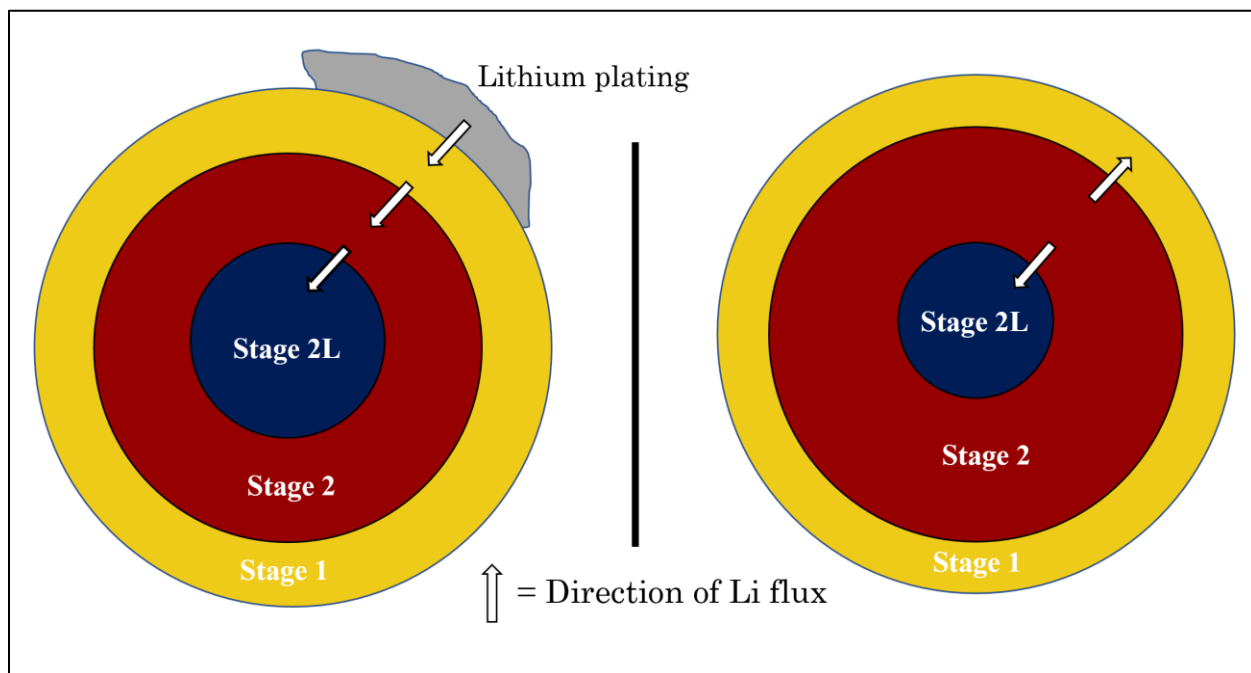 Lithium plating
Stage 2L
Stage 2
Stage 1
Stage 2L
Stage 2
Stage 1
= Direction of Li flux